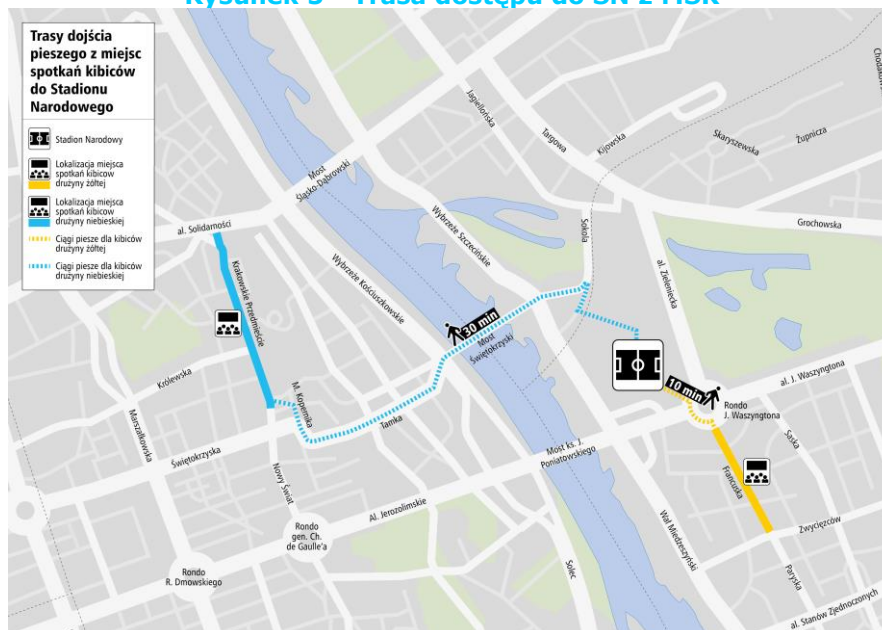 Rysunek 5 – Trasa dostępu do SN z MSK
Trasy dojścia
pieszego z miejsc
spotkań kibiców
do Stadionu
Narodowego
Stadion Narodowy
Lokalizacja miejsca
spotkań kibicow
drużyny żółtej
Lokalizacja miejsca
spotkań kibicow
drużyny niebieskiej
Ciągi piesze dla kibiców
drużyny żółtej
Ciągi piesze dla kibiców
drużyny niebieskiej
Jagiellońska
Targowa
Kijowska
Skaryszewska
Żupnicza
Most
Śląsko-Dąbrowski
al. Solidarności
Wybrzeże Szczecińskie
Sokola
Grochowska
al. Zieleniecka
Krakowskie Przedmieście
Wybrzeże Kościuszkowskie
30 min
Most
Świętokrzyski
Królewska
M. Kopernika
10 min
al. J. Waszyngtona
Rondo
J. Waszyngtona
Marszałkowska
Tamka
Świętokrzyska
Most ks. J.
Poniatowskiego
Saska
Francuska
Nowy Świat
Al. Jerozolimskie
Rondo
gen. Ch.
de Gaulle'a
Wał Miedzeszyński
Zwycięzców
Rondo
R. Dmowskiego
Solec
Paryska
al. Stanów Zjednoczonych